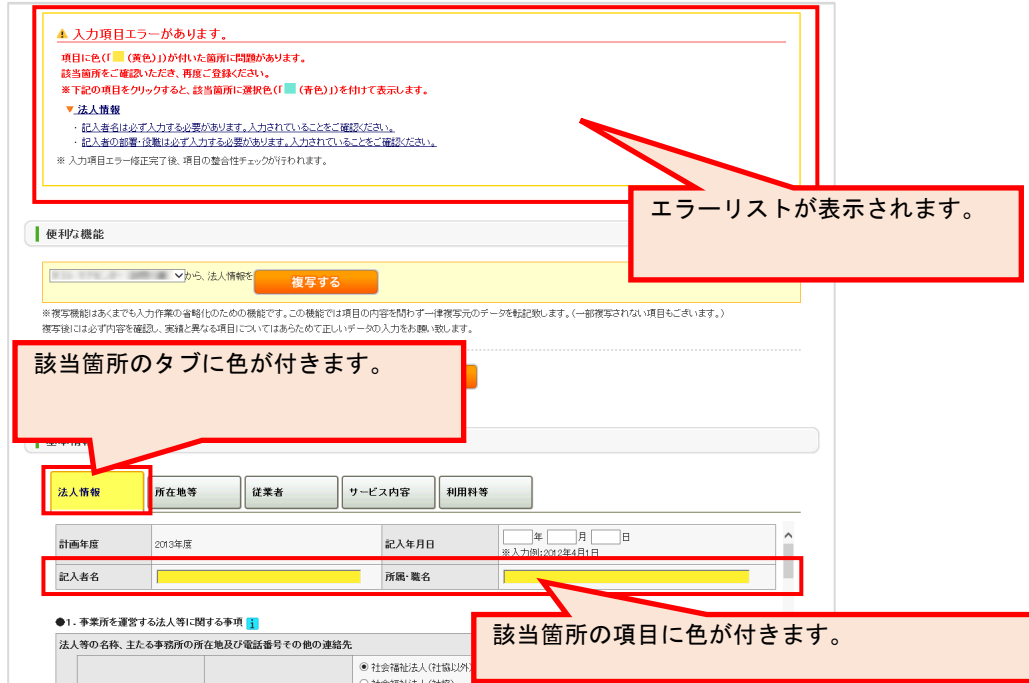 入力項目エラーがあります。
項目に色(「 (黄色)」)が付いた箇所に問題があります。
該当箇所をご確認いただき、再度ご登録ください。
※下記の項目をクリックすると、該当箇所に選択色(「 (青色)」)を付けて表示します。
▼ 法人情報
・ 記入者名は必ず入力する必要があります。入力されていることをご確認ください。
・ 記入者の部署・役職は必ず入力する必要があります。入力されていることをご確認ください。
※ 入力項目エラー修正完了後、項目の整合性チェックが行われます。
エラーリストが表示されます。
便利な機能
から、法人情報を 複写する
※複写機能はあくまでも入力作業の省略化のための機能です。この機能では項目の内容を問わず一律複写元のデータを転記致します。(一部複写されない項目もございます。)
複写後には必ず内容を確認し、実績と異なる項目についてはあらためて正しいデータの入力をお願い致します。
該当箇所のタブに色が付きます。
法人情報 所在地等 従業者 サービス内容 利用料等
計画年度 2013年度 記入年月日 年 月 日
※入力例:2012年4月1日
記入者名 所属・職名
●1. 事業所を運営する法人等に関する事項 i
該当箇所の項目に色が付きます。
法人等の名称、主たる事務所の所在地及び電話番号その他の連絡先
社会福祉法人(社協以外)